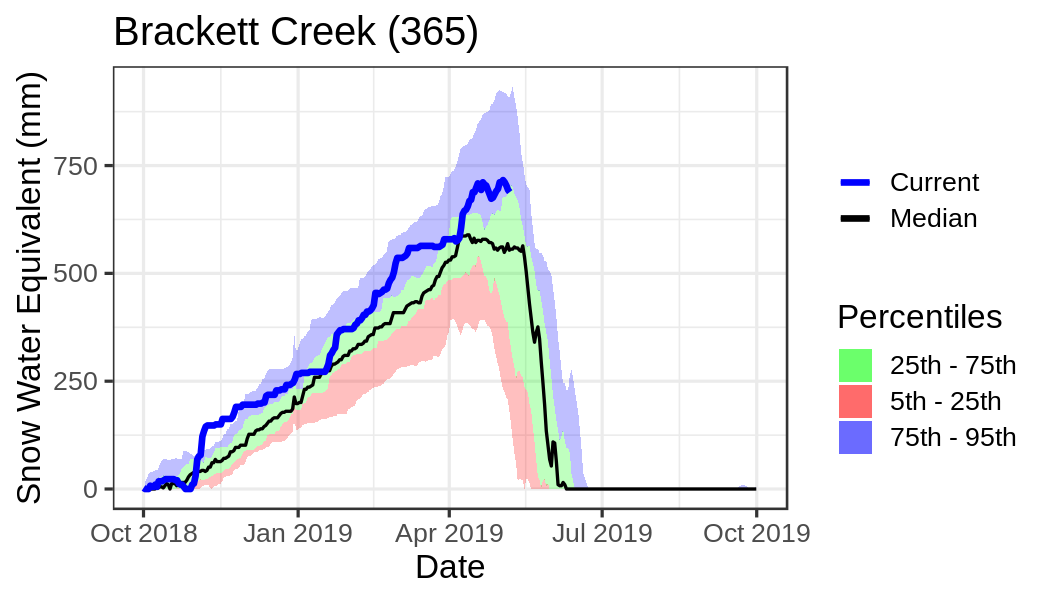 Brackett Creek (365)
Snow Water Equivalent (mm)
750
500
250
0
Oct 2018
Jan 2019
Apr 2019
Jul 2019
Oct 2019
Date
Current
Median
Percentiles
25th - 75th
5th - 25th
75th - 95th